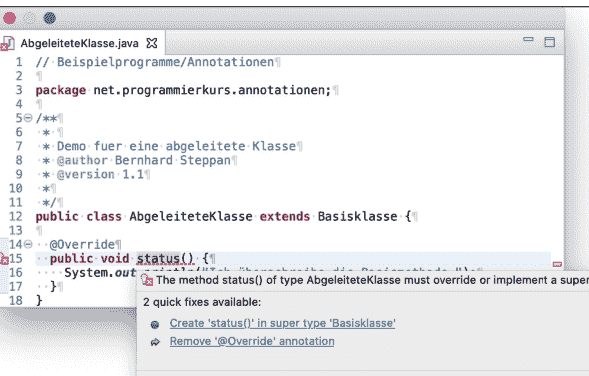 AbgeleiteteKlasse.java
1 // Beispielprogramme/Annotationen¶
2 ¶
3 package net.programmierkurs.annotationen;¶
4 ¶
5 /**¶
6 * ¶
7 * Demo fuer eine abgeleitete Klasse¶
8 * @author Bernhard Steppan¶
9 * @version 1.1¶
10 *¶
11 */¶
12 public class AbgeleiteteKlasse extends Basisklasse {¶
13 ¶
14 @Override¶
15 public void status() {¶
16 System.out
17 }¶
18 }
The method status() of type AbgeleiteteKlasse must override or implement a super
2 quick fixes available:
Create 'status()' in super type 'Basisklasse'
Remove '@Override' annotation